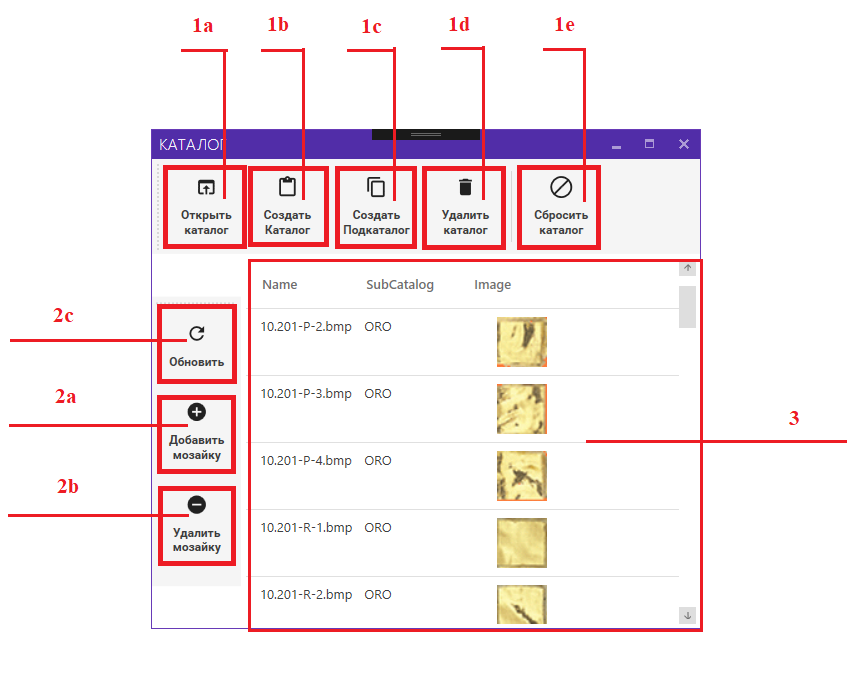 1a
1b
1c
1d
1e
КАТАЛОГ
Открыть
каталог
Создать
Каталог
Создать
Подкаталог
Удалить
каталог
Сбросить
каталог
2c
Обновить
2a
Добавить
мозайку
2b
Удалить
мозайку
3
Name SubCatalog Image
10.201-P-2.bmp ORO
10.201-P-3.bmp ORO
10.201-P-4.bmp ORO
10.201-R-1.bmp ORO
10.201-R-2.bmp ORO